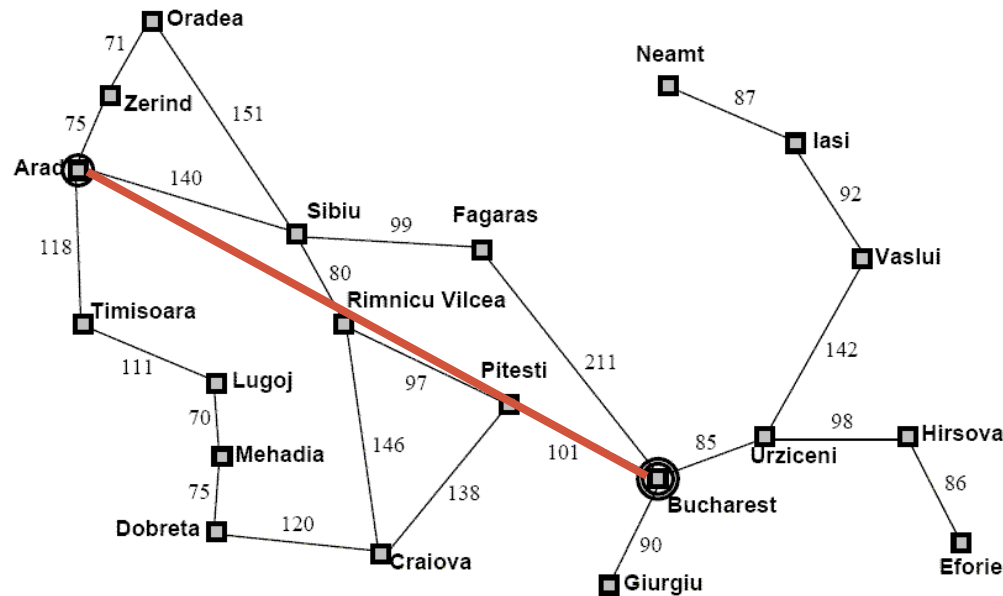 Oradea
71
Neamt
Zerind
87
75
151
Iasi
Arad
140
92
Sibiu
Fagaras
99
118
Vaslui
80
Timisoara
Rimnicu Vilcea
142
111
Pitesti
211
Lugoj
97
70
98
Hirsova
146
101
85
Urziceni
Mehadia
86
75
138
Bucharest
Dobreta
120
90
Craiova
Eforie
Giurgiu